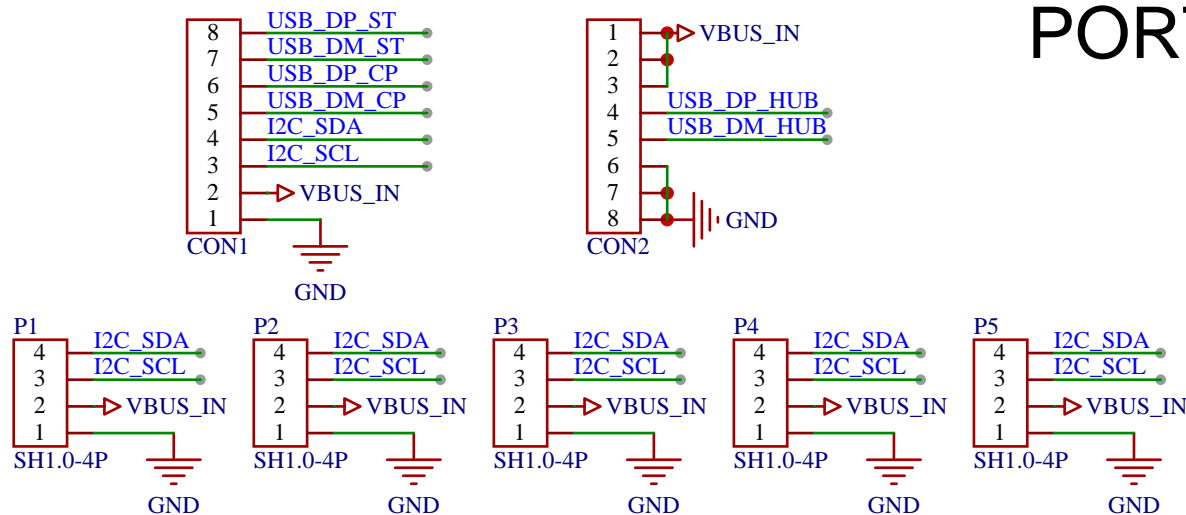 PORT
8 USB_DP_ST
7 USB_DM_ST
6 USB_DP_CP
5 USB_DM_CP
4 I2C_SDA
3 I2C_SCL
2 VBUS_IN
1
CON1
GND
1 VBUS_IN
2
3
4 USB_DP_HUB
5 USB_DM_HUB
6
7
8 GND
CON2
P1
4 I2C_SDA
3 I2C_SCL
2 VBUS_IN
1
SH1.0-4P
GND
P2
4 I2C_SDA
3 I2C_SCL
2 VBUS_IN
1
SH1.0-4P
GND
P3
4 I2C_SDA
3 I2C_SCL
2 VBUS_IN
1
SH1.0-4P
GND
P4
4 I2C_SDA
3 I2C_SCL
2 VBUS_IN
1
SH1.0-4P
GND
P5
4 I2C_SDA
3 I2C_SCL
2 VBUS_IN
1
SH1.0-4P
GND